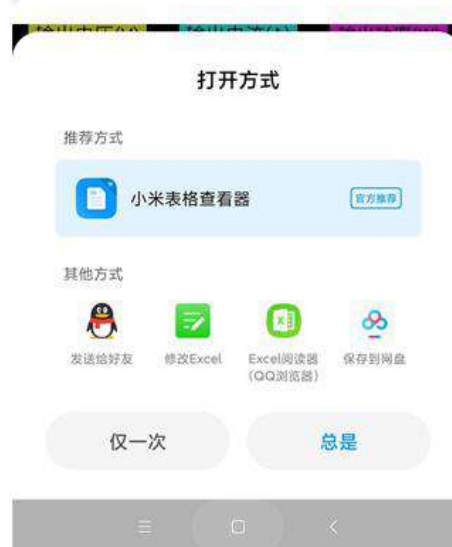 打开方式
推荐方式
小米表格查看器
官方推荐
其他方式
发送给好友
修改Excel
Excel阅读器
(QQ浏览器)
保存到网盘
仅一次
总是